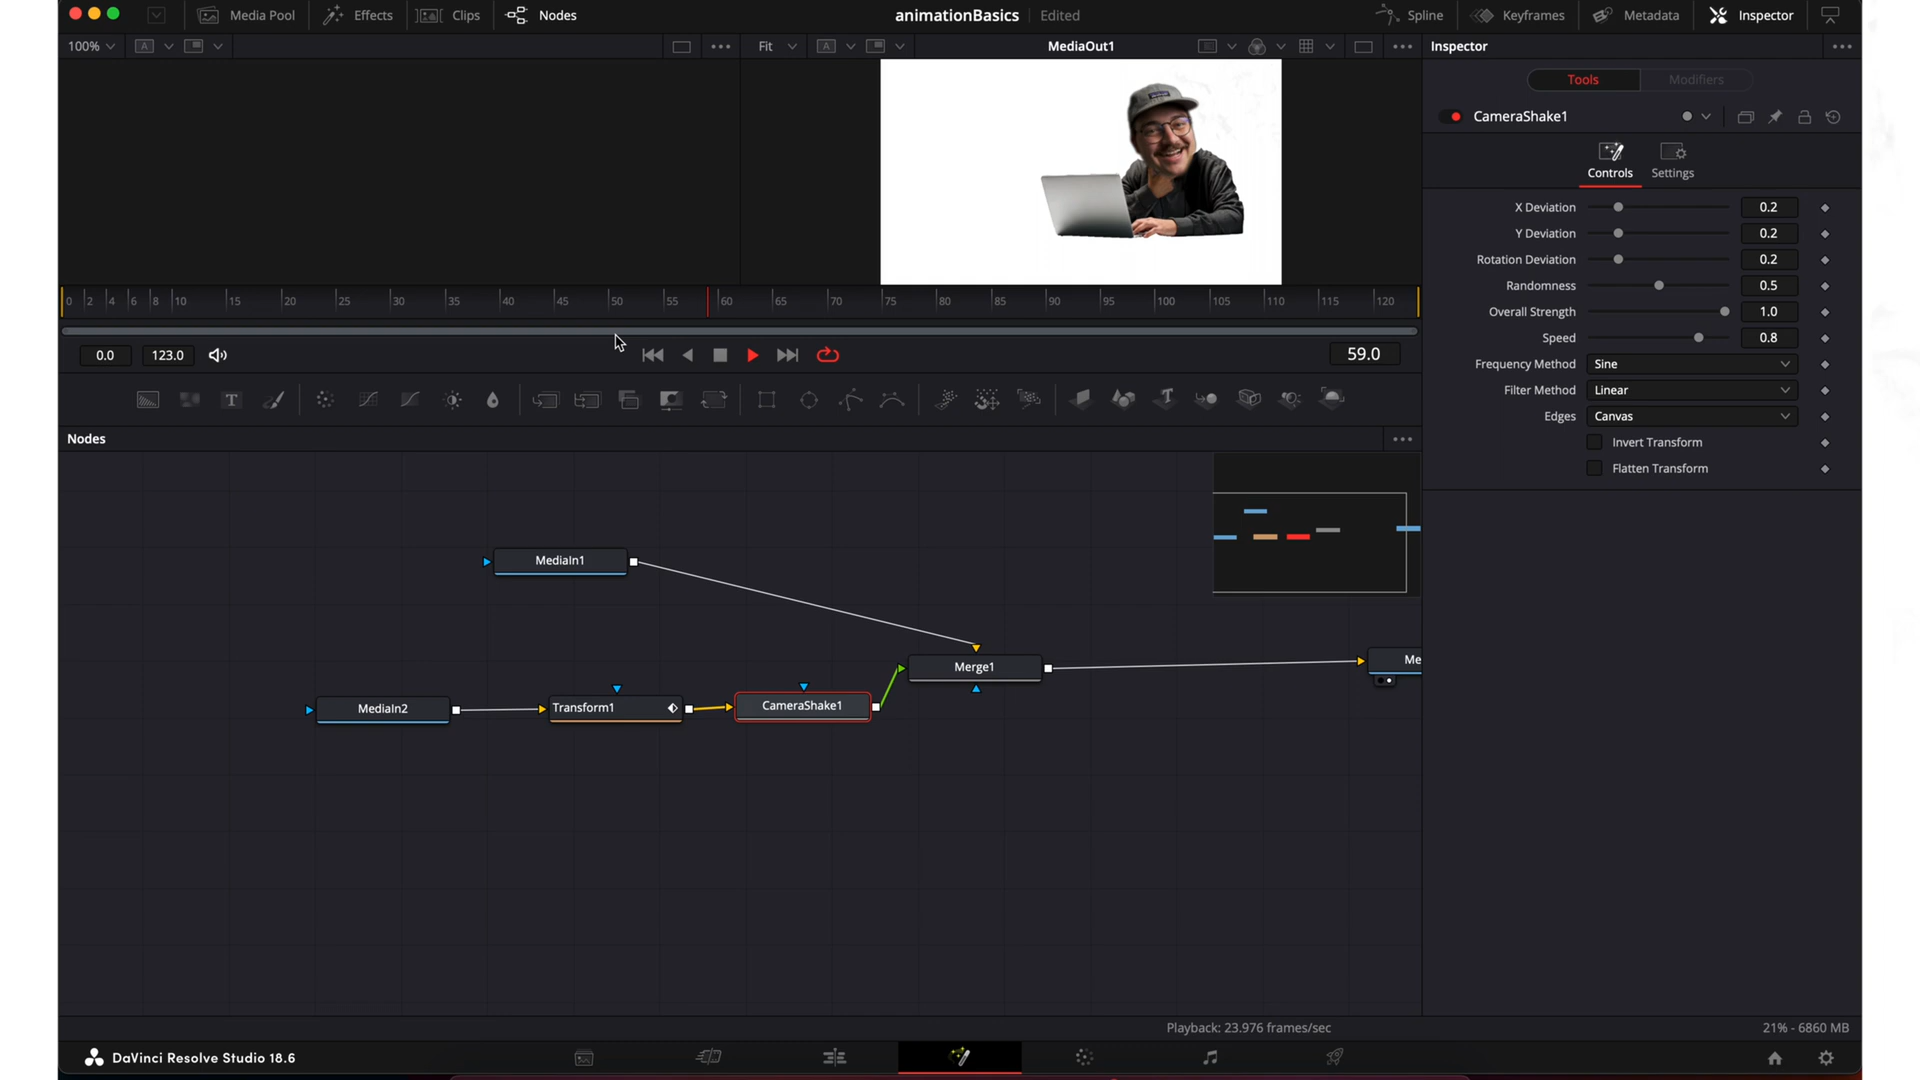 Media Pool Effects Clips Nodes animationBasics Edited Spline Keyframes Metadata Inspector
100% A Fit A MediaOut1 Inspector
Tools Modifiers
CameraShake1
Controls Settings
X Deviation 0.2
Y Deviation 0.2
Rotation Deviation 0.2
Randomness 0.5
Overall Strength 1.0
Speed 0.8
Frequency Method Sine
Filter Method Linear
Edges Canvas
Invert Transform
Flatten Transform
0 2 4 6 8 10 15 20 25 30 35 40 45 50 55 60 65 70 75 80 85 90 95 100 105 110 115 120
0.0 123.0 59.0
T T
Nodes
MediaIn1
Merge1
Me
MediaIn2 Transform1 CameraShake1
Playback: 23.976 frames/sec 21% - 6860 MB
DaVinci Resolve Studio 18.6